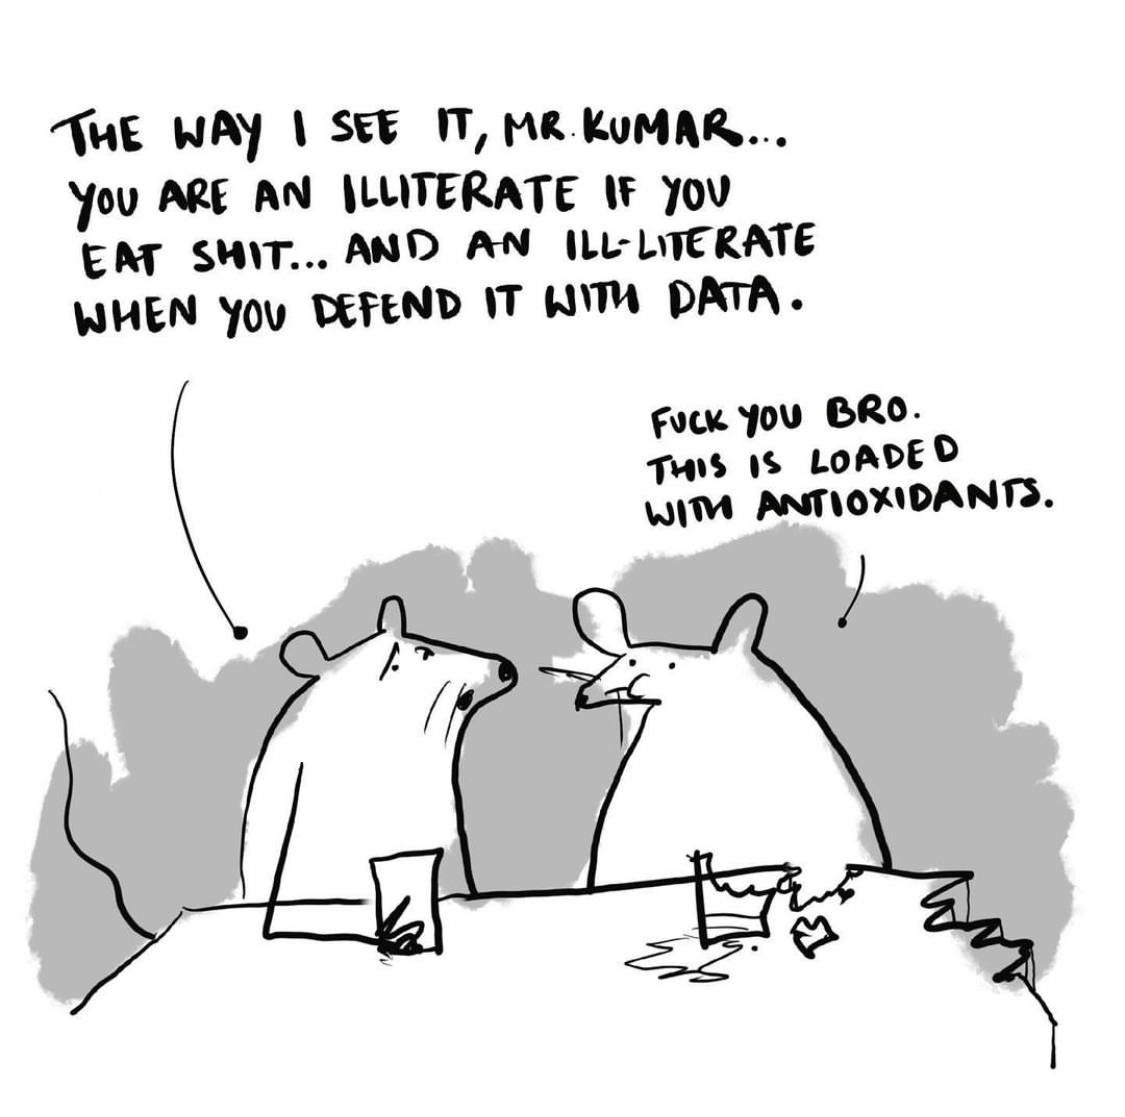 THE WAY I SEE IT, MR. KUMAR...
YOU ARE AN ILLITERATE IF YOU
EAT SHIT... AND AN ILL-LITERATE
WHEN YOU DEFEND IT WITH DATA.
FUCK YOU BRO.
THIS IS LOADED
WITH ANTIOXIDANTS.